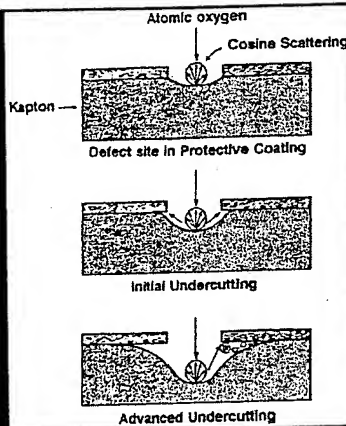 Atomic oxygen
Cosine Scattering
Kapton
Defect site in Protective Coating
Initial Undercutting
Advanced Undercutting